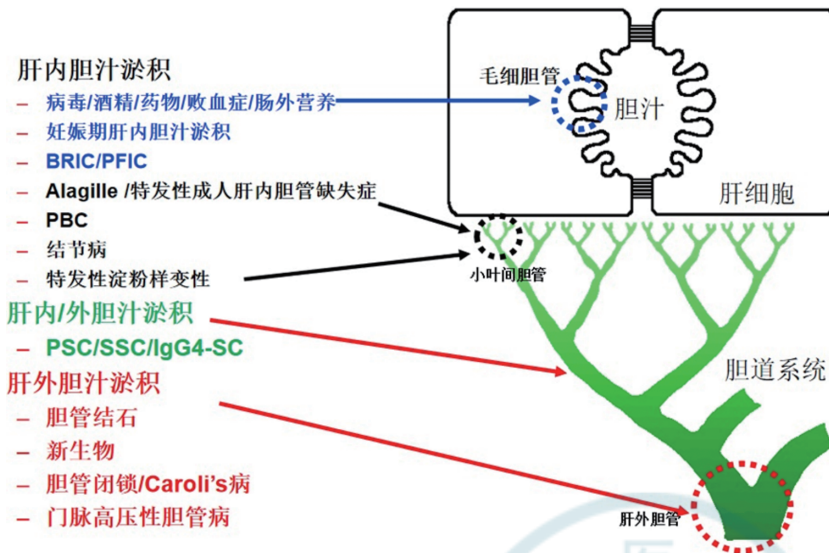 肝内胆汁淤积
– 病毒/酒精/药物/败血症/肠外营养
– 妊娠期肝内胆汁淤积
– BRIC/PFIC
– Alagille /特发性成人肝内胆管缺失症
– PBC
– 结节病
– 特发性淀粉样变性
肝内/外胆汁淤积
– PSC/SSC/IgG4-SC
肝外胆汁淤积
– 胆管结石
– 新生物
– 胆管闭锁/Caroli's病
– 门脉高压性胆管病
毛细胆管
胆汁
肝细胞
小叶间胆管
胆道系统
肝外胆管